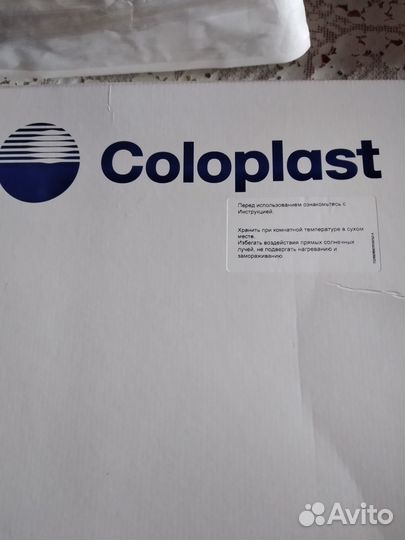 Coloplast
Перед использованием ознакомьтесь с
Инструкцией.
Хранить при комнатной температуре в сухом
месте.
Избегать воздействия прямых солнечных
лучей, не подвергать нагреванию и
замораживанию.
Avito